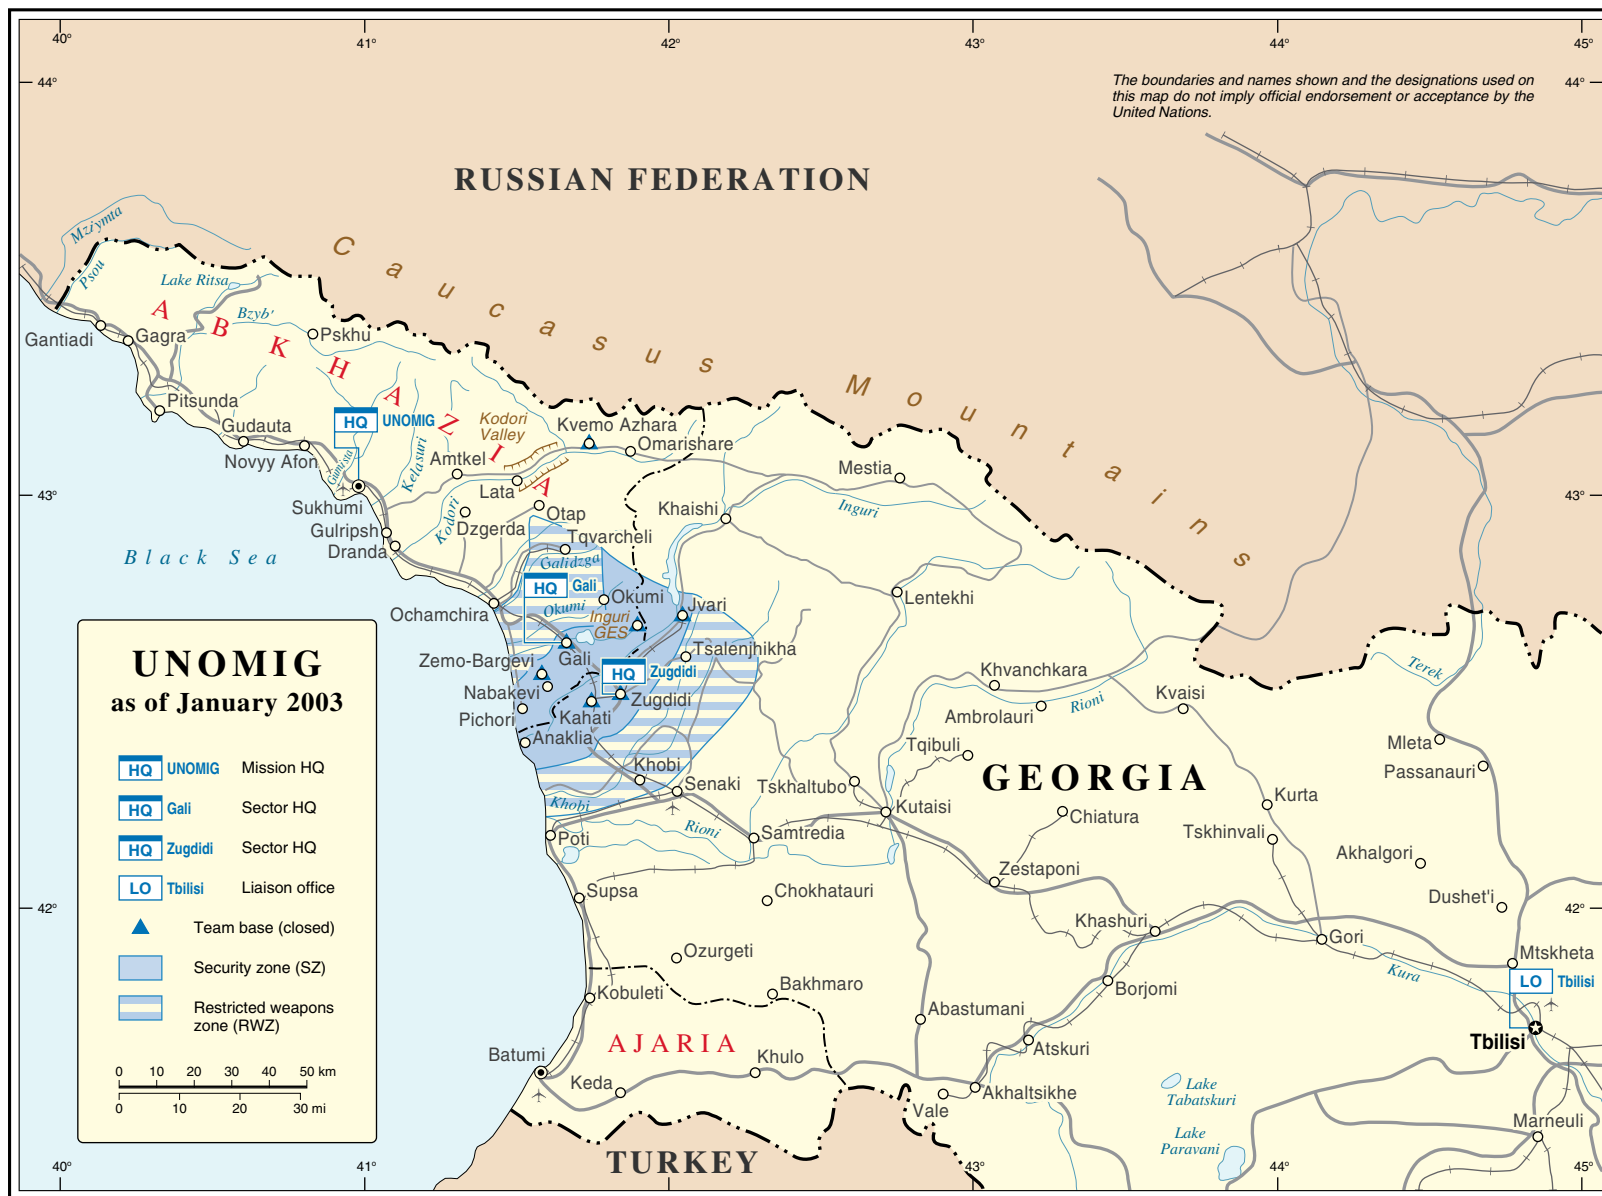 40°
41°
42°
43°
44°
45°
44°
44°
The boundaries and names shown and the designations used on
this map do not imply official endorsement or acceptance by the
United Nations.
RUSSIAN FEDERATION
Caucasus Mountains
Mziymta
Psou
Lake Ritsa
ABKHAZIA
Bzyb'
Pskhu
Gantiadi
Gagra
Pitsunda
Gudauta
Novyy Afon
HQ UNOMIG
Gumista
Kelasuri
Kodori
Valley
Kvemo Azhara
Omarishare
Amtkel
Lata
Mestia
43°
43°
Sukhumi
Gulripsh
Dranda
Kodori
Dzgerda
Otap
Khaishi
Inguri
Tqvarcheli
Galidzga
Black Sea
HQ Gali
Okumi
Okumi
Inguri
GES
Jvari
Lentekhi
Ochamchira
Gali
Tsalenjhikha
Zemo-Bargevi
HQ Zugdidi
Nabakevi
Zugdidi
Pichori
Kahati
Anaklia
Khvanchkara
Rioni
Kvaisi
Terek
Ambrolauri
Tqibuli
Mleta
Passanauri
Khobi
Senaki
Tskhaltubo
GEORGIA
Khobi
Kutaisi
Kurta
Chiatura
Tskhinvali
Poti
Rioni
Samtredia
Akhalgori
Zestaponi
Supsa
Chokhatauri
Dushet'i
42°
Khashuri
Gori
Ozurgeti
Mtskheta
Kura
LO Tbilisi
Bakhmaro
Kobuleti
Borjomi
Abastumani
Tbilisi
AJARIA
Atskuri
Batumi
Khulo
Keda
Akhaltsikhe
Vale
Lake
Tabatskuri
Marneuli
Lake
Paravani
TURKEY
UNOMIG
as of January 2003
HQ UNOMIG Mission HQ
HQ Gali Sector HQ
HQ Zugdidi Sector HQ
LO Tbilisi Liaison office
Team base (closed)
Security zone (SZ)
Restricted weapons
zone (RWZ)
0 10 20 30 40 50 km
0 10 20 30 mi
40°
41°
43°
44°
45°